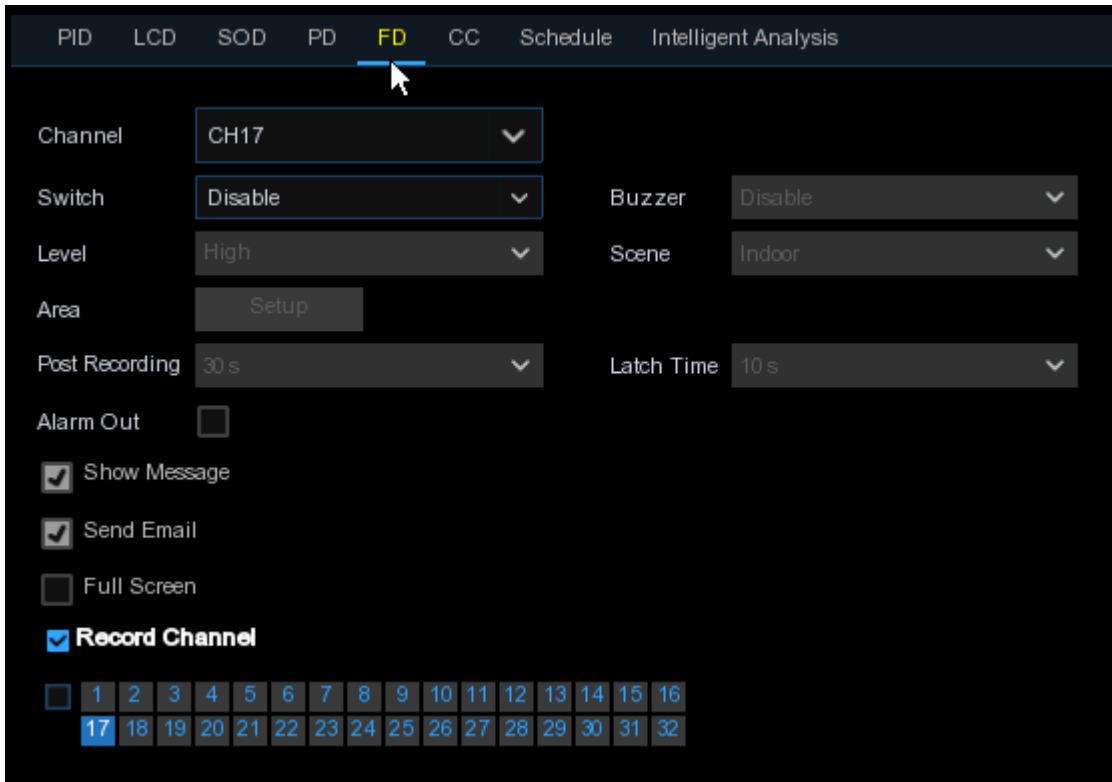 PID LCD SOD PD FD CC Schedule Intelligent Analysis
Channel CH17
Switch Disable Buzzer Disable
Level High Scene Indoor
Area Setup
Post Recording 30 s Latch Time 10 s
Alarm Out
Show Message
Send Email
Full Screen
Record Channel
1 2 3 4 5 6 7 8 9 10 11 12 13 14 15 16
17 18 19 20 21 22 23 24 25 26 27 28 29 30 31 32